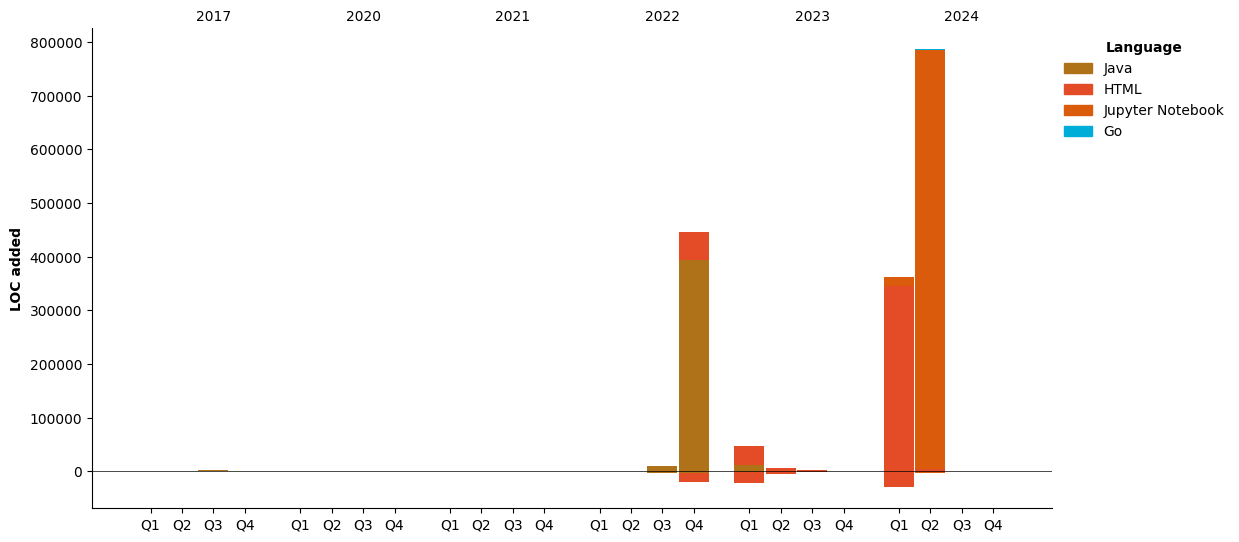 2017 2020 2021 2022 2023 2024
800000
700000
600000
500000
400000
300000
200000
100000
0
LOC added
Q1 Q2 Q3 Q4 Q1 Q2 Q3 Q4 Q1 Q2 Q3 Q4 Q1 Q2 Q3 Q4 Q1 Q2 Q3 Q4 Q1 Q2 Q3 Q4
Language
Java
HTML
Jupyter Notebook
Go